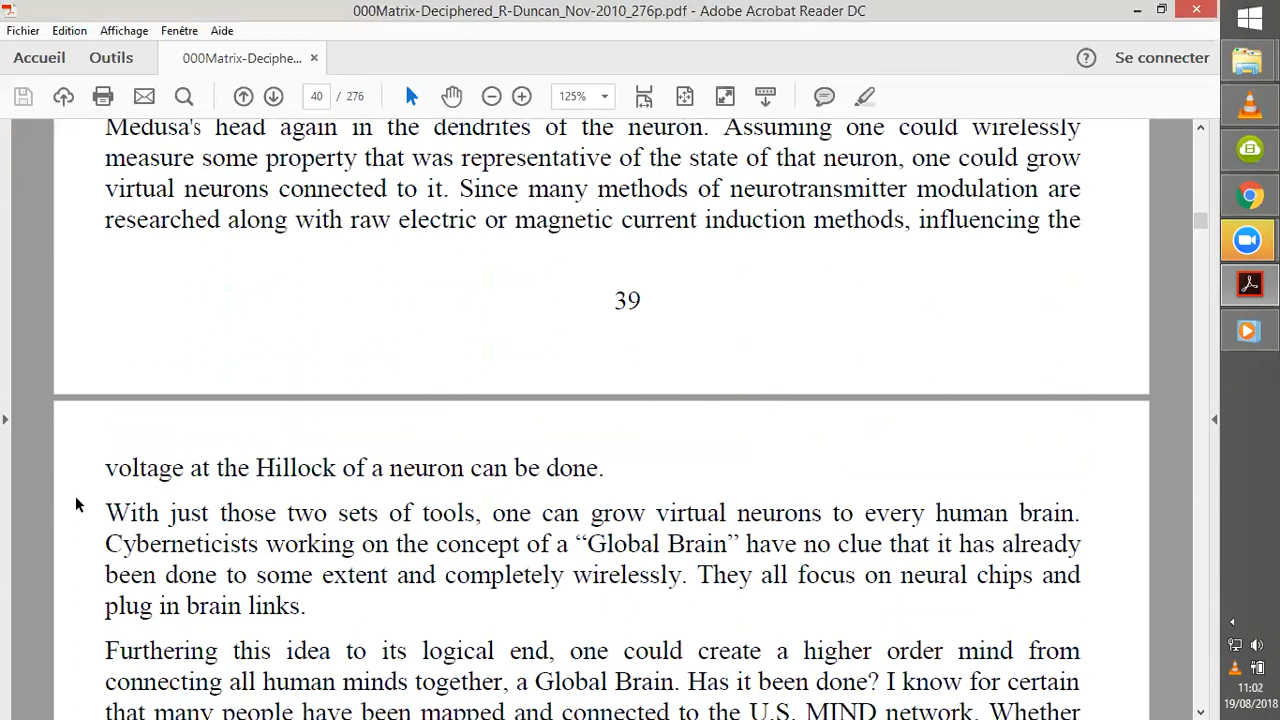 000Matrix-Deciphered_R-Duncan_Nov-2010_276p.pdf - Adobe Acrobat Reader DC
Fichier Edition Affichage Fenêtre Aide
Accueil Outils 000Matrix-Deciphe... × ? Se connecter
40 / 276 125%
Medusa's head again in the dendrites of the neuron. Assuming one could wirelessly
measure some property that was representative of the state of that neuron, one could grow
virtual neurons connected to it. Since many methods of neurotransmitter modulation are
researched along with raw electric or magnetic current induction methods, influencing the
39
voltage at the Hillock of a neuron can be done.
With just those two sets of tools, one can grow virtual neurons to every human brain.
Cyberneticists working on the concept of a “Global Brain” have no clue that it has already
been done to some extent and completely wirelessly. They all focus on neural chips and
plug in brain links.
Furthering this idea to its logical end, one could create a higher order mind from
connecting all human minds together, a Global Brain. Has it been done? I know for certain
that many people have been mapped and connected to the U.S. MIND network. Whether
11:02
19/08/2018